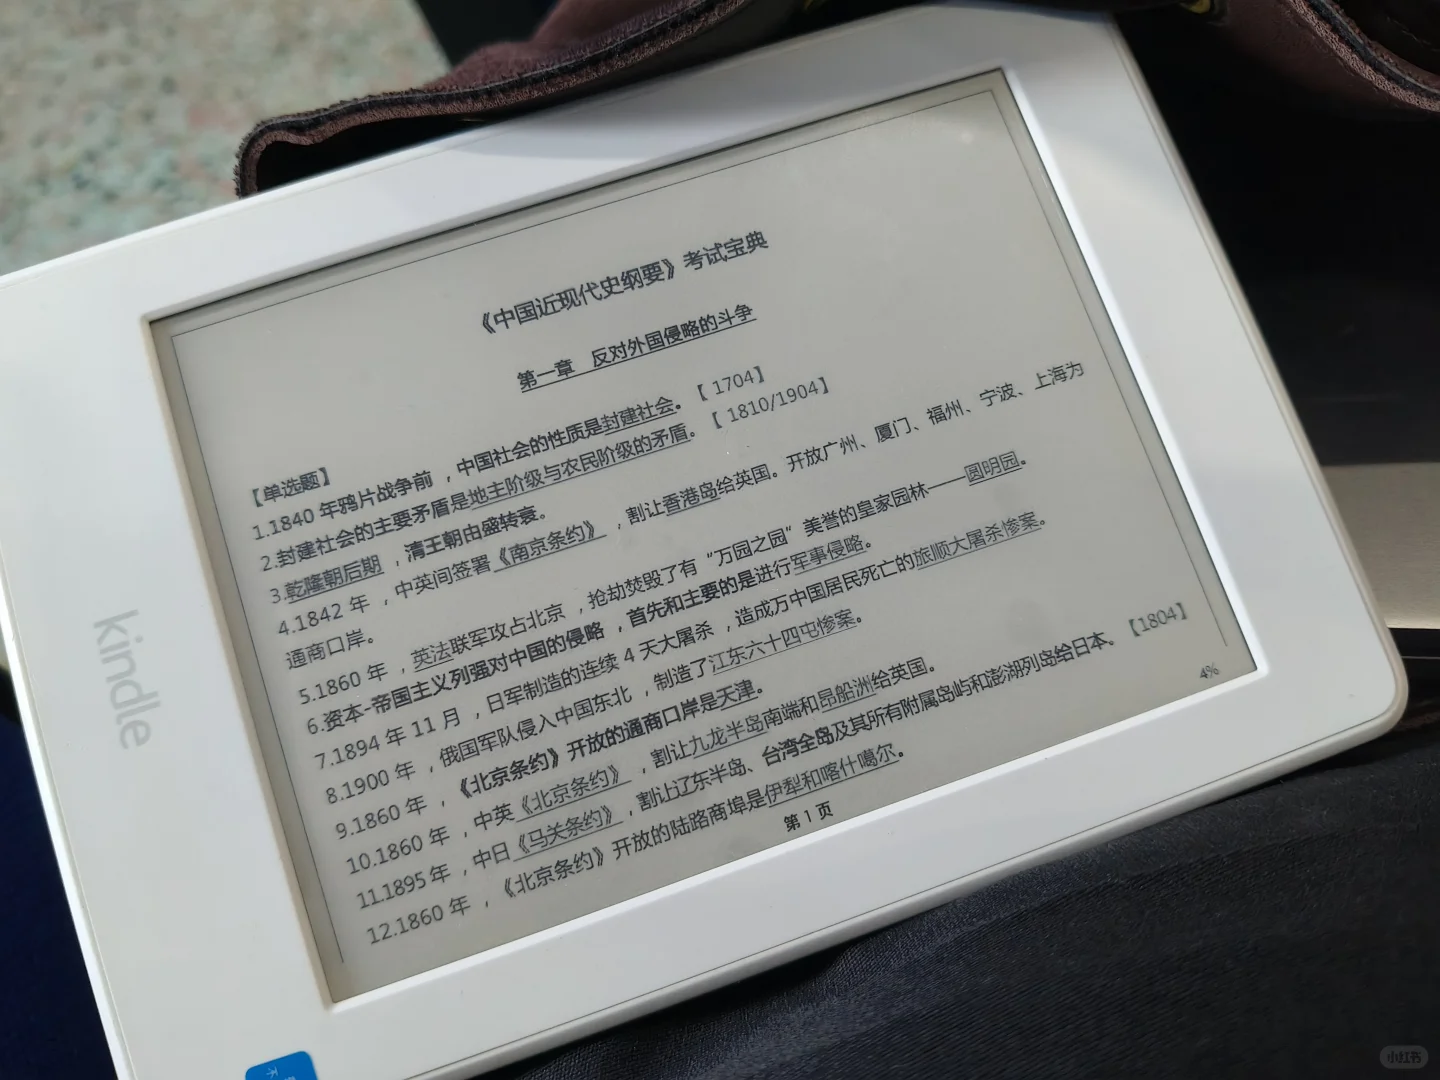 《中国近现代史纲要》考试宝典
第一章 反对外国侵略的斗争
【单选题】
1.1840 年鸦片战争前，中国社会的性质是封建社会。【 1704】
2.封建社会的主要矛盾是地主阶级与农民阶级的矛盾。【 1810/1904】
3.乾隆朝后期，清王朝由盛转衰。
4.1842 年，中英间签署《南京条约》，割让香港岛给英国。开放广州、厦门、福州、宁波、上海为
通商口岸。
5.1860 年，英法联军攻占北京，抢劫焚毁了有“万园之园”美誉的皇家园林——圆明园。
6.资本-帝国主义列强对中国的侵略，首先和主要的是进行军事侵略。
7.1894 年 11 月，日军制造的连续 4 天大屠杀，造成万中国居民死亡的旅顺大屠杀惨案。
8.1900 年，俄国军队侵入中国东北，制造了江东六十四屯惨案。
9.1860 年，《北京条约》开放的通商口岸是天津。
10.1860 年，中英《北京条约》，割让九龙半岛南端和昂船洲给英国。
11.1895 年，中日《马关条约》，割让辽东半岛、台湾全岛及其所有附属岛屿和澎湖列岛给日本。【1804】
12.1860 年，《北京条约》开放的陆路商埠是伊犁和喀什噶尔。
第 1 页
4%
kindle
小红书